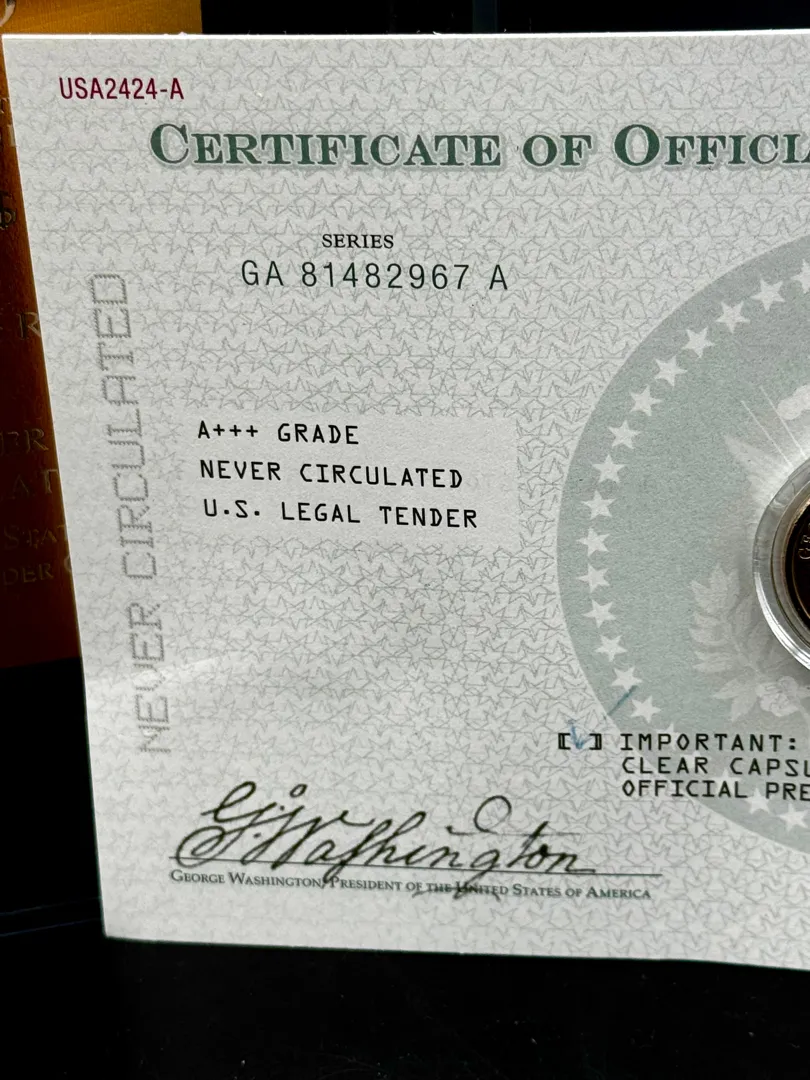 USA2424-A
CERTIFICATE OF OFFICI
SERIES
GA 81482967 A
NEVER CIRCULATED
A+++ GRADE
NEVER CIRCULATED
U.S. LEGAL TENDER
[ ] IMPORTANT:
CLEAR CAPSU
OFFICIAL PRE
G. Washington
GEORGE WASHINGTON, PRESIDENT OF THE UNITED STATES OF AMERICA